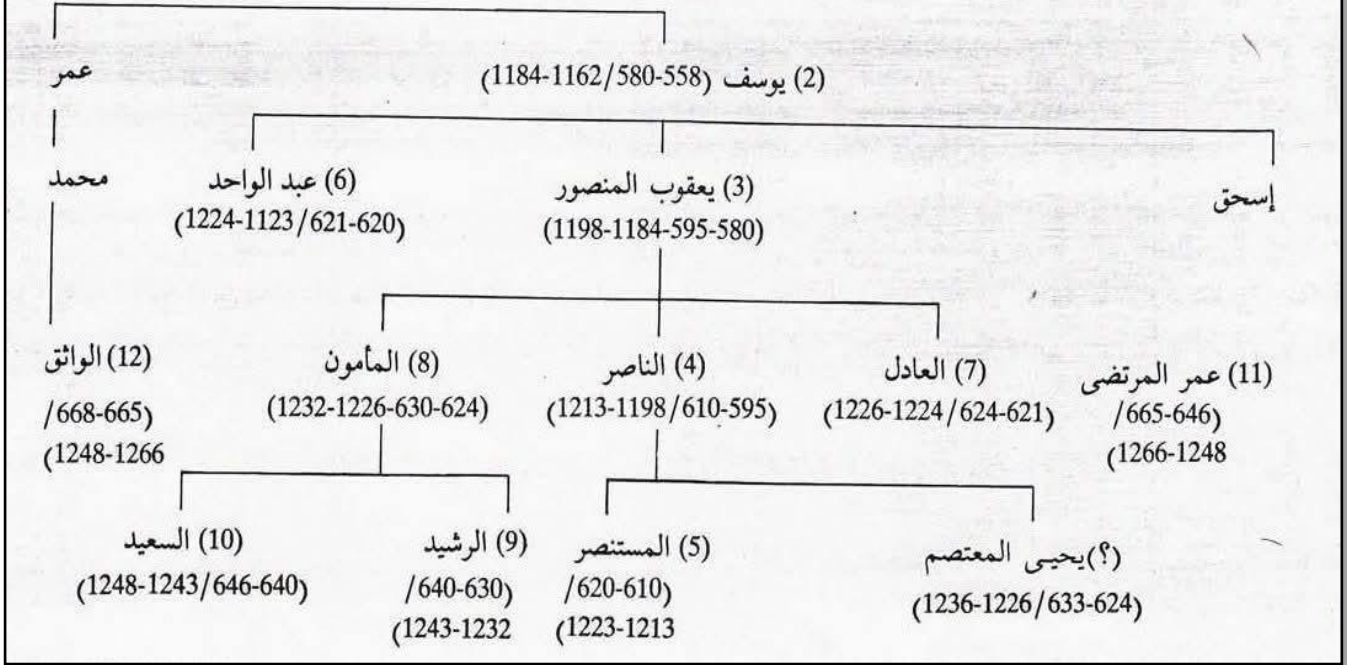 (2) يوسف (558-580/1162-1184)
عمر
إسحق
(3) يعقوب المنصور
(580-595-1184-1198)
(6) عبد الواحد
(620-621/1123-1224)
محمد
(11) عمر المرتضى
(646-665/
1248-1266)
(7) العادل
(621-624/1224-1226)
(4) الناصر
(595-610/1198-1213)
(8) المأمون
(624-630-1226-1232)
(12) الواثق
(665-668/
1266-1248)
(؟) يحيى المعتصم
(624-633/1226-1236)
(5) المستنصر
(610-620/
1213-1223)
(9) الرشيد
(630-640/
1232-1243)
(10) السعيد
(640-646/1243-1248)